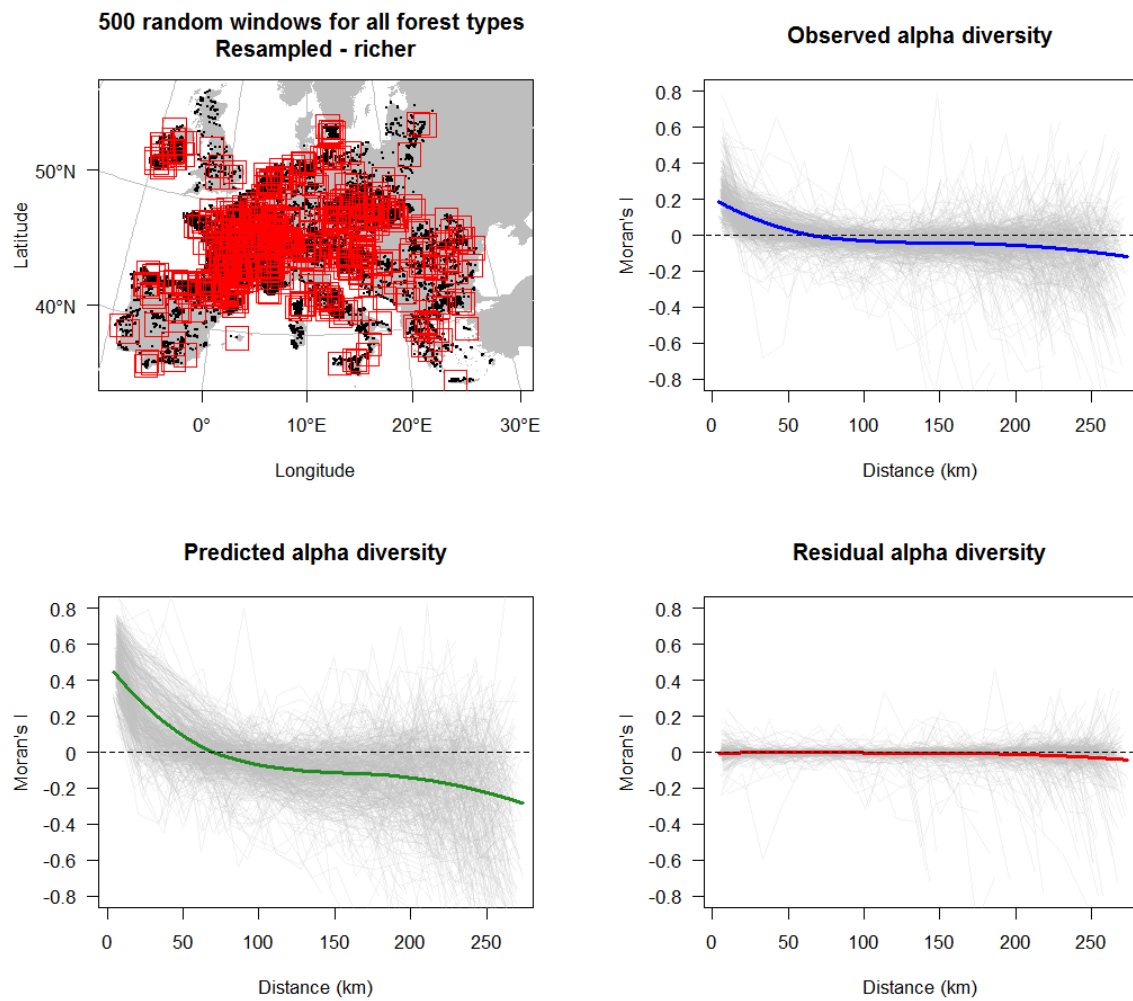 500 random windows for all forest types
Resampled - richer
50°N
40°N
Latitude
0°
10°E
20°E
30°E
Longitude
Observed alpha diversity
0.8
0.6
0.4
0.2
0
-0.2
-0.4
-0.6
-0.8
Moran's I
0
50
100
150
200
250
Distance (km)
Predicted alpha diversity
0.8
0.6
0.4
0.2
0
-0.2
-0.4
-0.6
-0.8
Moran's I
0
50
100
150
200
250
Distance (km)
Residual alpha diversity
0.8
0.6
0.4
0.2
0
-0.2
-0.4
-0.6
-0.8
Moran's I
0
50
100
150
200
250
Distance (km)